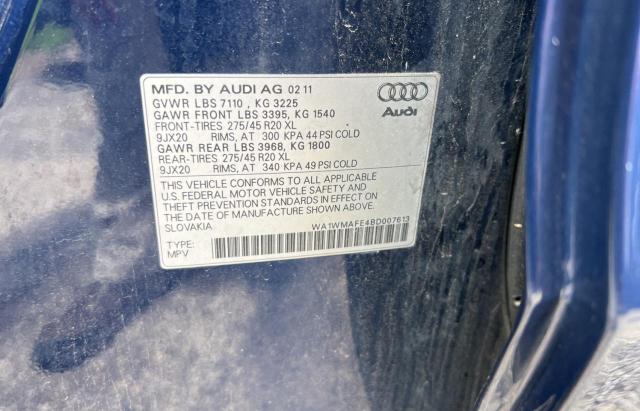 MFD. BY AUDI AG 02 11
GVWR LBS 7110 , KG 3225
GAWR FRONT LBS 3395, KG 1540
FRONT-TIRES 275/45 R20 XL
9JX20 RIMS, AT 300 KPA 44 PSI COLD
GAWR REAR LBS 3968, KG 1800
REAR-TIRES 275/45 R20 XL
9JX20 RIMS, AT 340 KPA 49 PSI COLD
Audi
THIS VEHICLE CONFORMS TO ALL APPLICABLE
U.S. FEDERAL MOTOR VEHICLE SAFETY AND
THEFT PREVENTION STANDARDS IN EFFECT ON
THE DATE OF MANUFACTURE SHOWN ABOVE
SLOVAKIA WA1WMAFE4BD007613
TYPE:
MPV